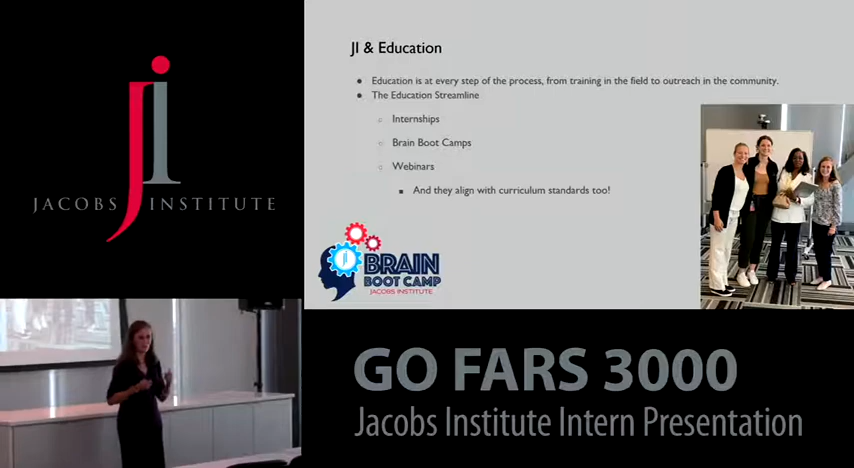 JI
JACOBS INSTITUTE
JI & Education
Education is at every step of the process, from training in the field to outreach in the community.
The Education Streamline
Internships
Brain Boot Camps
Webinars
And they align with curriculum standards too!
BRAIN
BOOT CAMP
JACOBS INSTITUTE
GO FARS 3000
Jacobs Institute Intern Presentation